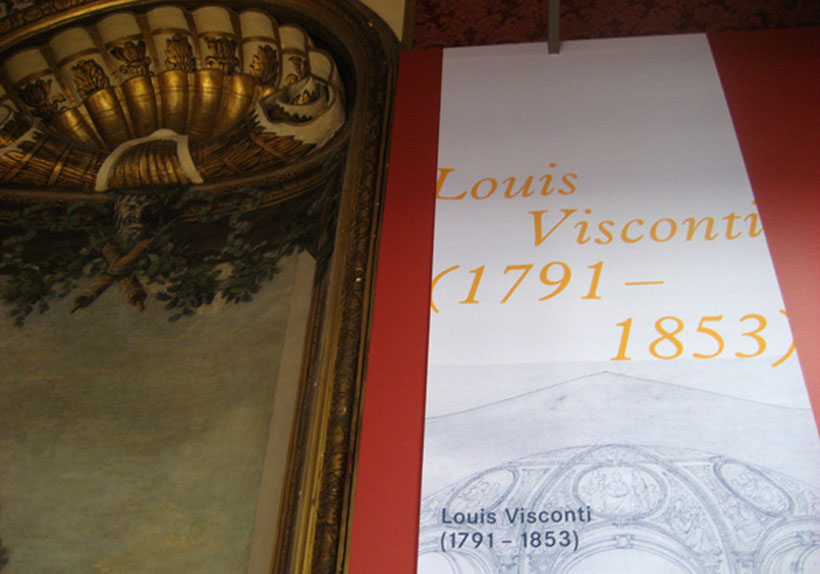 Louis
Visconti
(1791 –
1853)
Louis Visconti
(1791 – 1853)